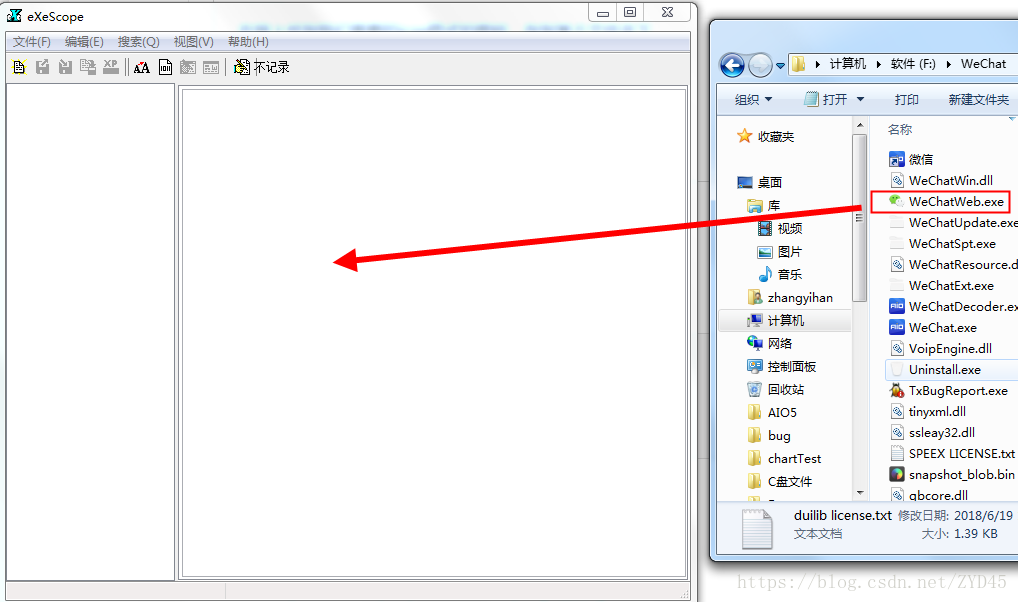 eXeScope
文件(F) 编辑(E) 搜索(Q) 视图(V) 帮助(H)
XP 不记录
计算机 软件 (F:) WeChat
组织 打开 打印 新建文件夹
收藏夹
桌面
库
视频
图片
音乐
zhangyihan
计算机
网络
控制面板
回收站
AIO5
bug
chartTest
C盘文件
名称
微信
WeChatWin.dll
WeChatWeb.exe
WeChatUpdate.exe
WeChatSpt.exe
WeChatResource.d
WeChatExt.exe
WeChatDecoder.ex
WeChat.exe
VoipEngine.dll
Uninstall.exe
TxBugReport.exe
tinyxml.dll
ssleay32.dll
SPEEX LICENSE.txt
snapshot_blob.bin
qbcore.dll
duilib license.txt 修改日期: 2018/6/19
文本文档 大小: 1.39 KB
https://blog.csdn.net/ZYD45